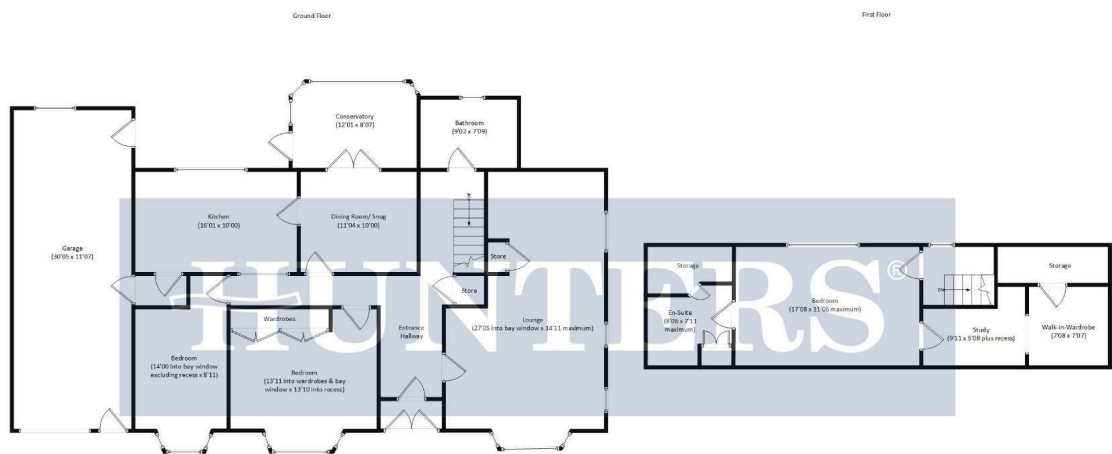 Ground Floor
First Floor
Conservatory
(12'01 x 8'07)
Bathroom
(9'02 x 7'09)
Kitchen
(16'01 x 10'00)
Dining Room/ Snug
(11'04 x 10'00)
Garage
(30'05 x 11'07)
Store
Store
HUNTERS®
Lounge
(27'05 into bay window x 14'11 maximum)
Wardrobes
Entrance
Hallway
Bedroom
(14'00 into bay window
excluding recess x 8'11)
Bedroom
(13'11 into wardrobes & bay
window x 13'10 into recess)
Storage
En-Suite
(8'06 x 7'11
maximum)
Bedroom
(17'08 x 11'06 maximum)
Storage
Study
(9'11 x 5'08 plus recess)
Walk-in-Wardrobe
(7'08 x 7'07)